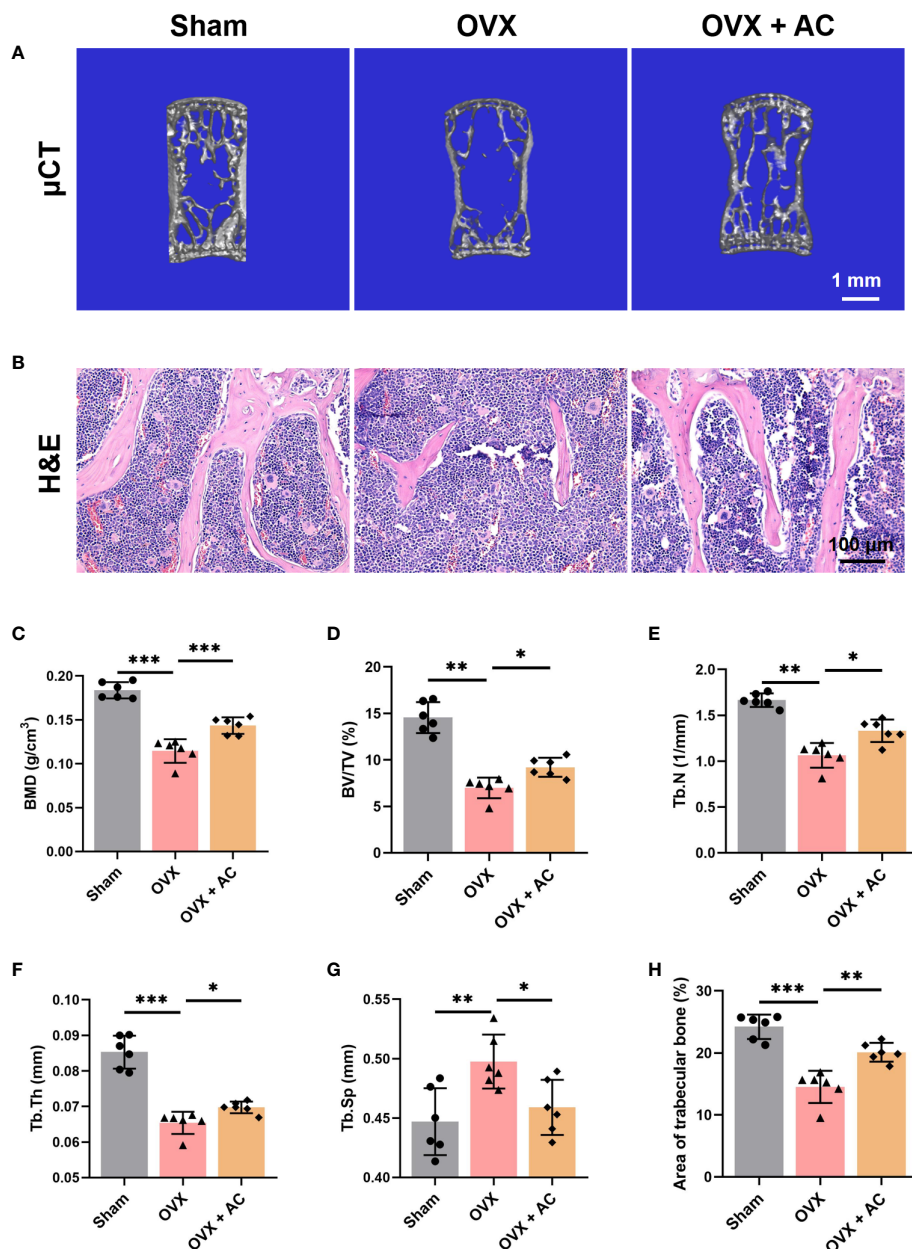 Sham OVX OVX + AC
A
µCT
1 mm
B
H&E
100 µm
C
D
E
*** ***
** *
** *
BMD (g/cm³)
0.20
0.15
0.10
0.05
0.00
Sham
OVX
OVX + AC
BV/TV (%)
20
15
10
5
0
Sham
OVX
OVX + AC
Tb.N (1/mm)
2.0
1.5
1.0
0.5
0.0
Sham
OVX
OVX + AC
F
G
H
*** *
** *
*** **
Tb.Th (mm)
0.10
0.09
0.08
0.07
0.06
0.05
Sham
OVX
OVX + AC
Tb.Sp (mm)
0.55
0.50
0.45
0.40
Sham
OVX
OVX + AC
Area of trabecular bone (%)
30
20
10
0
Sham
OVX
OVX + AC